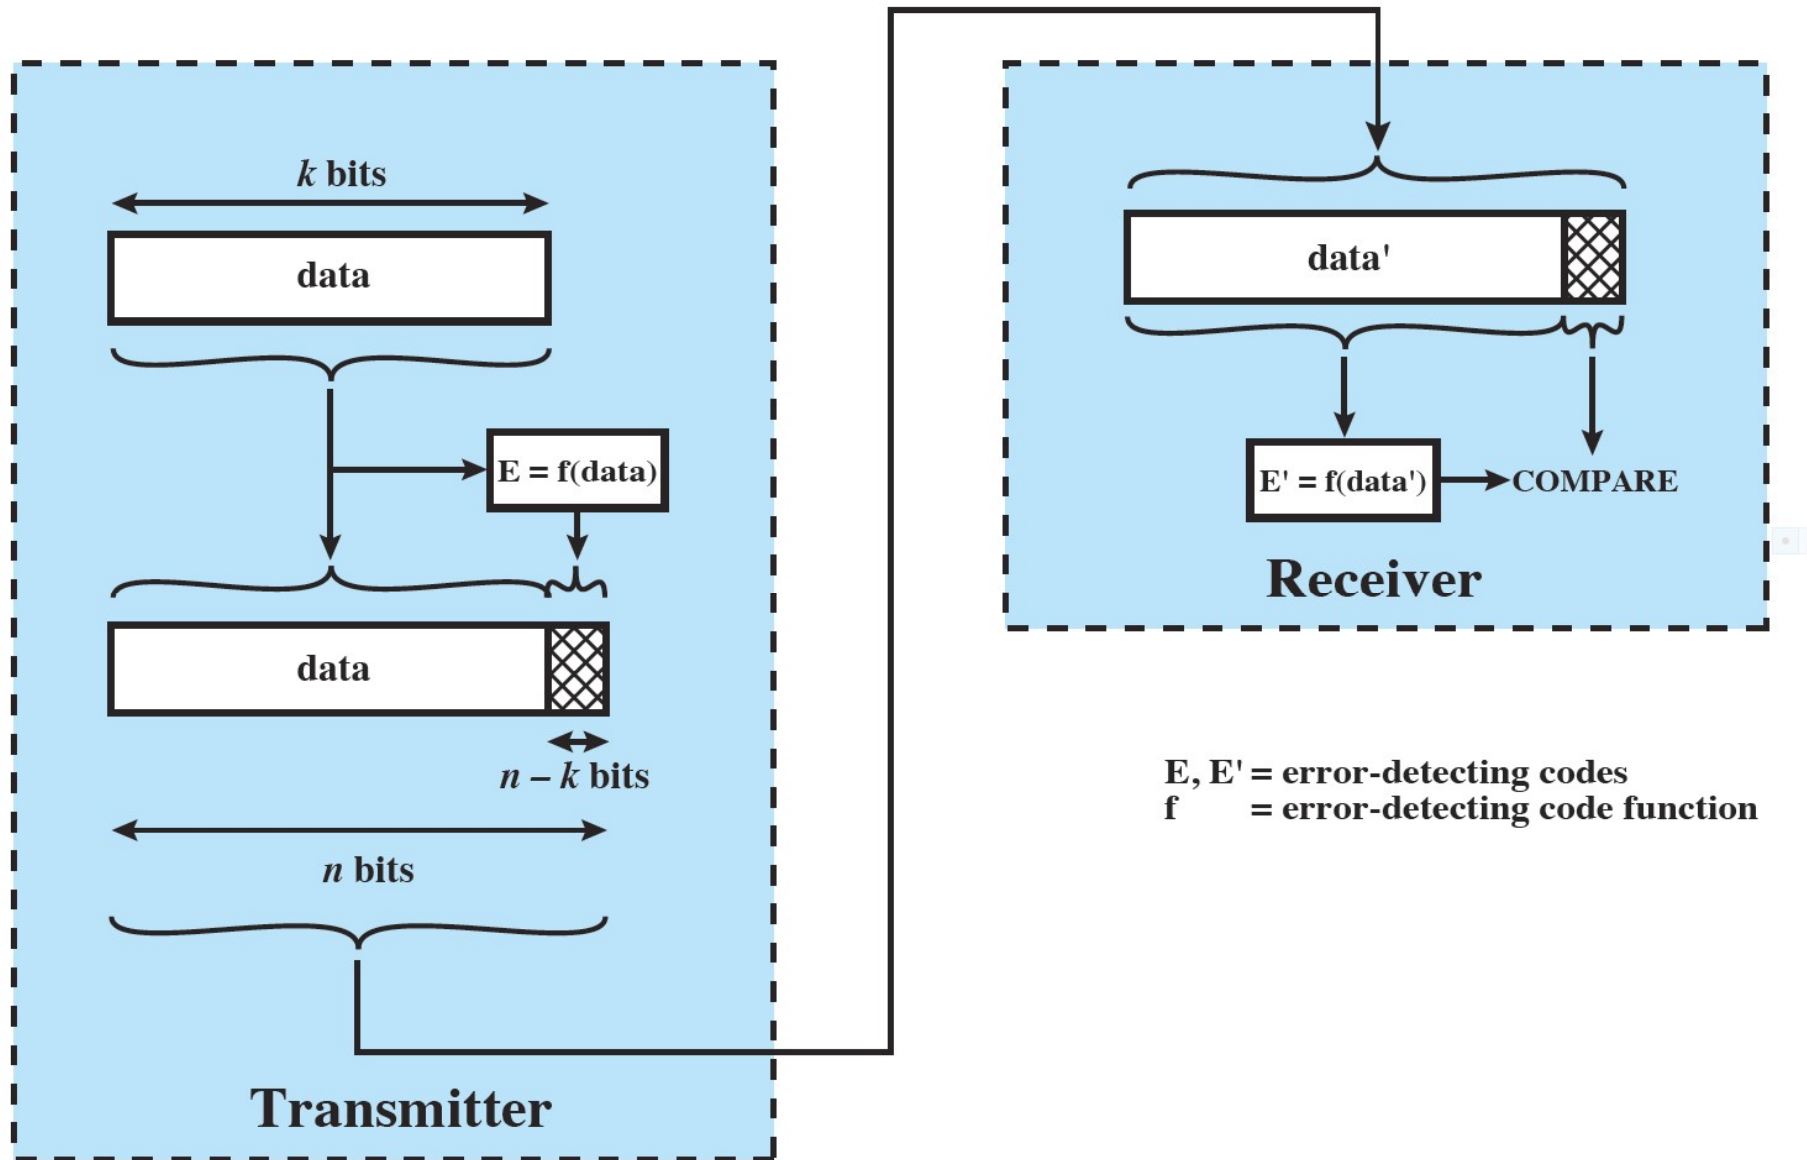 k bits
data
E = f(data)
data
n – k bits
n bits
Transmitter
data'
E' = f(data')
COMPARE
Receiver
E, E' = error-detecting codes
f = error-detecting code function